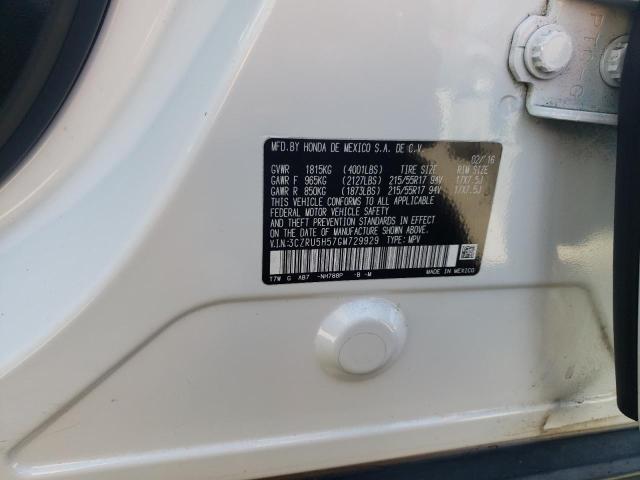 MFD.BY HONDA DE MEXICO S.A. DE C.V. 02/16
GVWR 1815KG (4001LBS) TIRE SIZE RIM SIZE
GAWR F 965KG (2127LBS) 215/55R17 94V 17X7.5J
GAWR R 850KG (1873LBS) 215/55R17 94V 17X7.5J
THIS VEHICLE CONFORMS TO ALL APPLICABLE
FEDERAL MOTOR VEHICLE SAFETY
AND THEFT PREVENTION STANDARDS IN EFFECT
ON THE DATE OF MANUFACTURE SHOWN ABOVE.
V.I.N:3CZRU5H57GM729929 TYPE: MPV
T7W G AB7 -NH788P -B -M MADE IN MEXICO